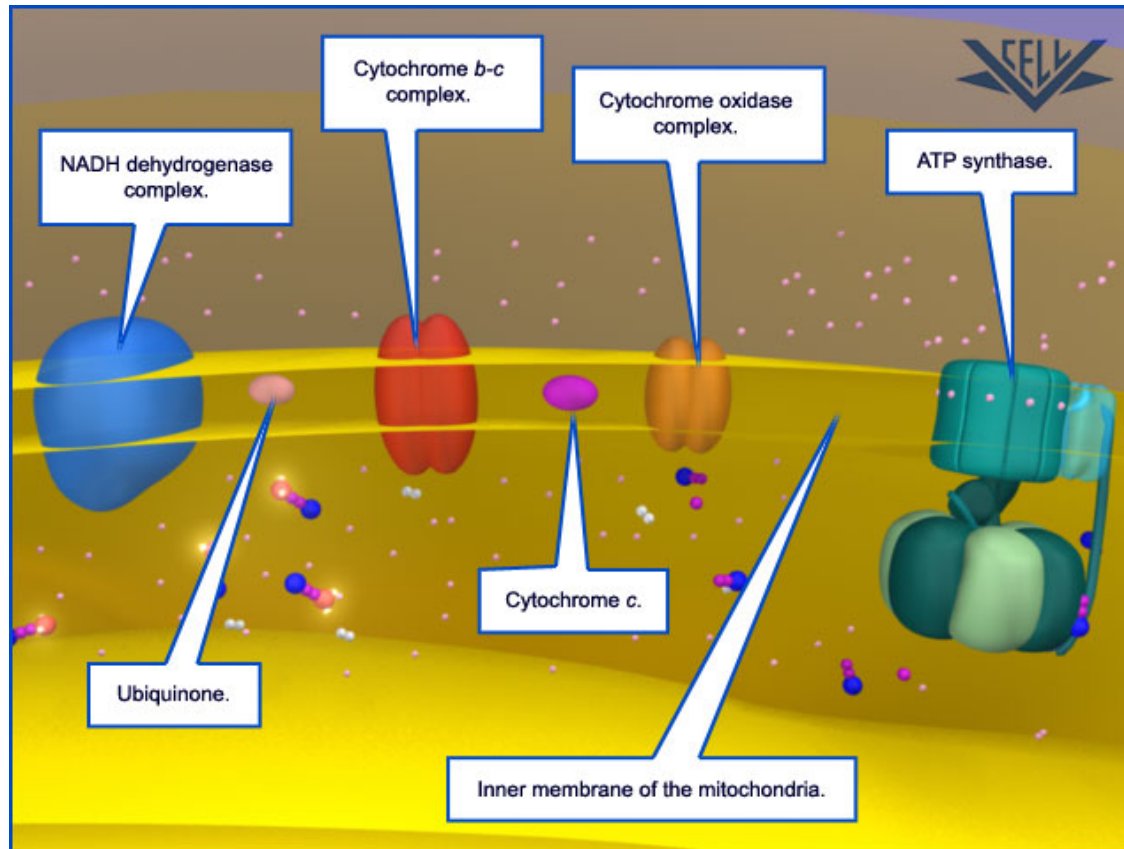 V CELL
Cytochrome b-c
complex.
Cytochrome oxidase
complex.
NADH dehydrogenase
complex.
ATP synthase.
Cytochrome c.
Ubiquinone.
Inner membrane of the mitochondria.